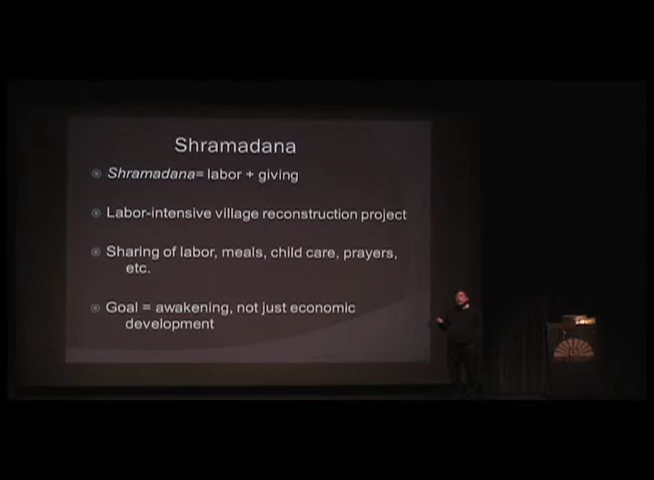 Shramadana
Shramadana= labor + giving
Labor-intensive village reconstruction project
Sharing of labor, meals, child care, prayers,
etc.
Goal = awakening, not just economic
development